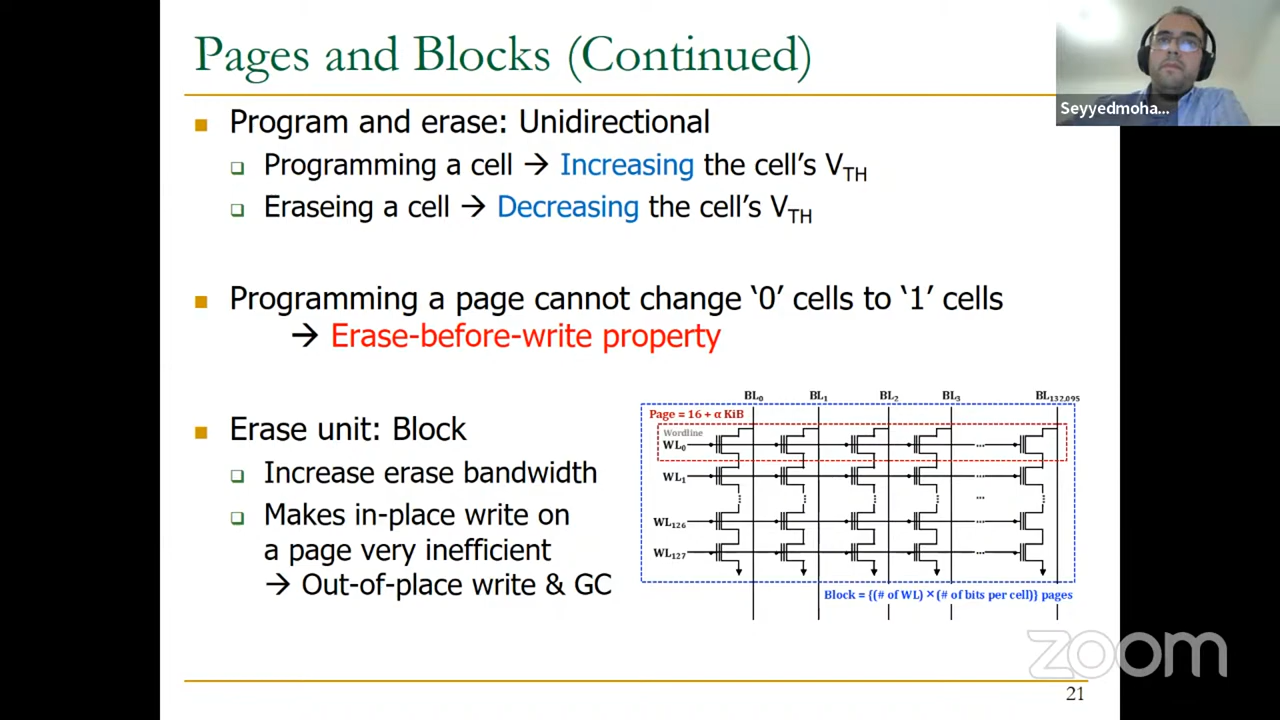 Pages and Blocks (Continued)
Seyyedmoha...
Program and erase: Unidirectional
Programming a cell → Increasing the cell's VTH
Eraseing a cell → Decreasing the cell's VTH
Programming a page cannot change '0' cells to '1' cells
→ Erase-before-write property
Erase unit: Block
Increase erase bandwidth
Makes in-place write on
a page very inefficient
→ Out-of-place write & GC
BL0 BL1 BL2 BL3 BL132,095
Page = 16 + α KiB
Wordline
WL0 ...
WL1
...
WL126 ...
WL127 ...
Block = {(# of WL) × (# of bits per cell)} pages
zoom
21